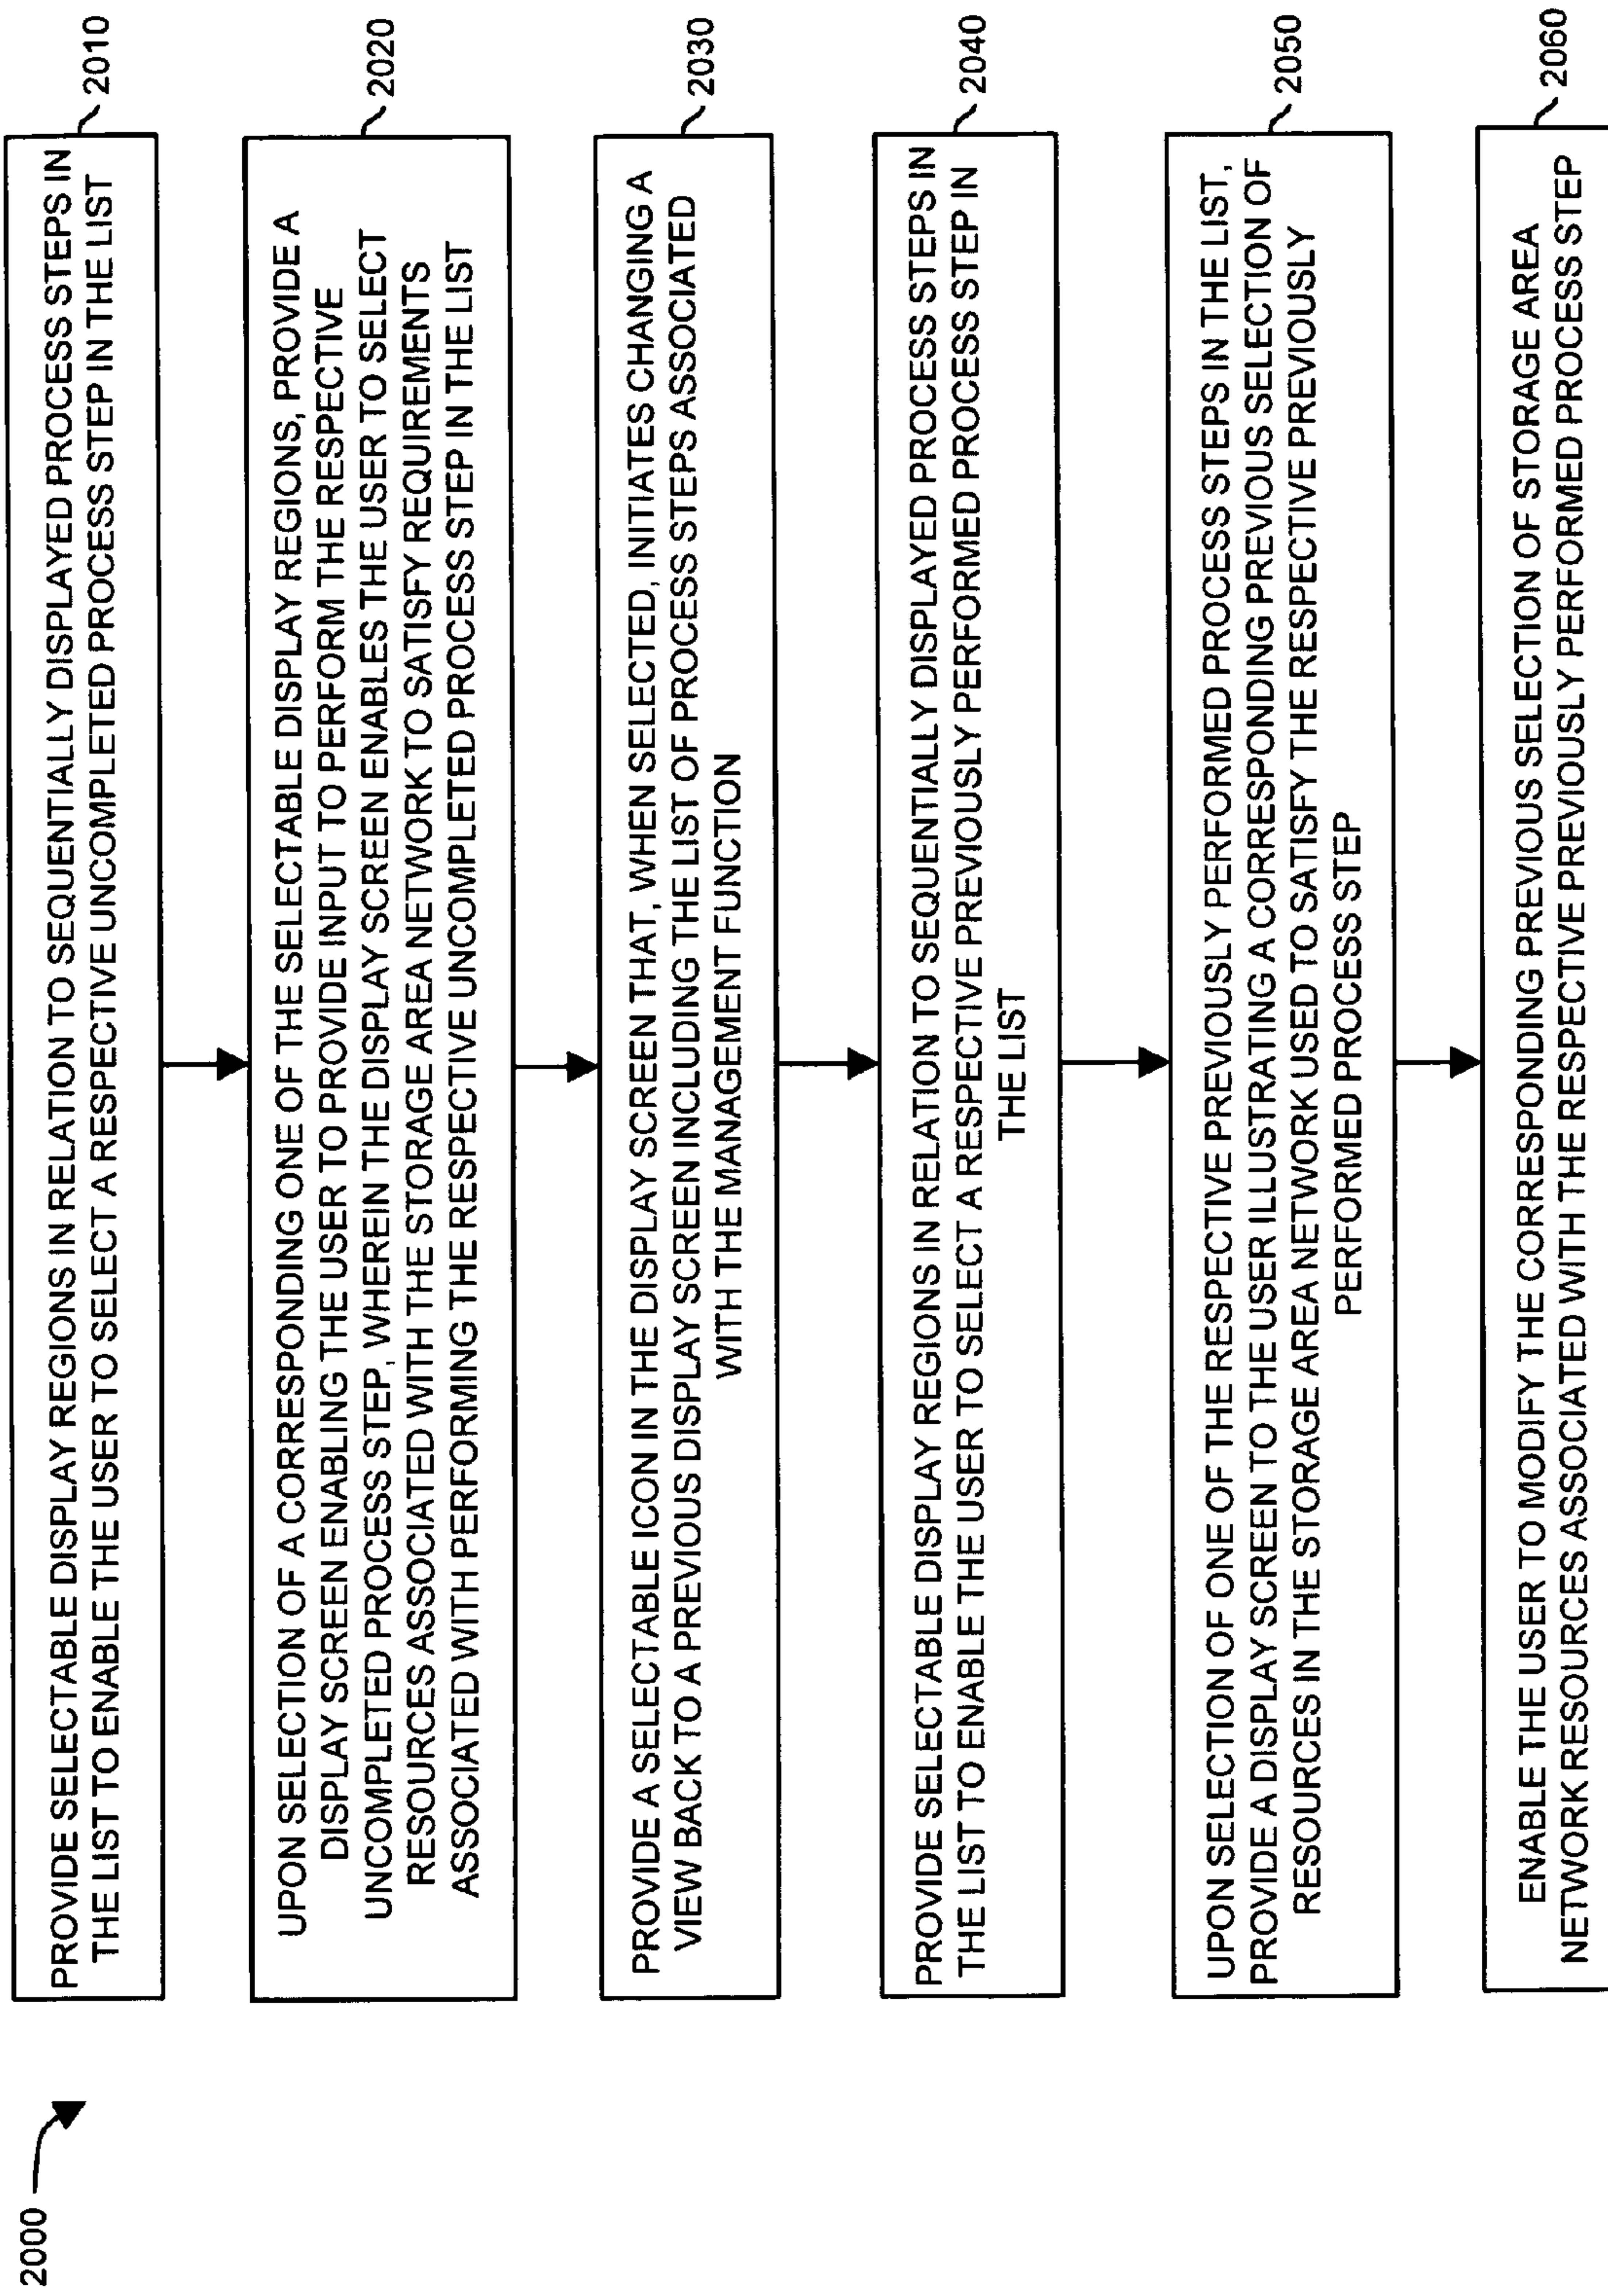 2000
PROVIDE SELECTABLE DISPLAY REGIONS IN RELATION TO SEQUENTIALLY DISPLAYED PROCESS STEPS IN
THE LIST TO ENABLE THE USER TO SELECT A RESPECTIVE UNCOMPLETED PROCESS STEP IN THE LIST
2010
UPON SELECTION OF A CORRESPONDING ONE OF THE SELECTABLE DISPLAY REGIONS, PROVIDE A
DISPLAY SCREEN ENABLING THE USER TO PROVIDE INPUT TO PERFORM THE RESPECTIVE
UNCOMPLETED PROCESS STEP, WHEREIN THE DISPLAY SCREEN ENABLES THE USER TO SELECT
RESOURCES ASSOCIATED WITH THE STORAGE AREA NETWORK TO SATISFY REQUIREMENTS
ASSOCIATED WITH PERFORMING THE RESPECTIVE UNCOMPLETED PROCESS STEP IN THE LIST
2020
PROVIDE A SELECTABLE ICON IN THE DISPLAY SCREEN THAT, WHEN SELECTED, INITIATES CHANGING A
VIEW BACK TO A PREVIOUS DISPLAY SCREEN INCLUDING THE LIST OF PROCESS STEPS ASSOCIATED
WITH THE MANAGEMENT FUNCTION
2030
PROVIDE SELECTABLE DISPLAY REGIONS IN RELATION TO SEQUENTIALLY DISPLAYED PROCESS STEPS IN
THE LIST TO ENABLE THE USER TO SELECT A RESPECTIVE PREVIOUSLY PERFORMED PROCESS STEP IN
THE LIST
2040
UPON SELECTION OF ONE OF THE RESPECTIVE PREVIOUSLY PERFORMED PROCESS STEPS IN THE LIST,
PROVIDE A DISPLAY SCREEN TO THE USER ILLUSTRATING A CORRESPONDING PREVIOUS SELECTION OF
RESOURCES IN THE STORAGE AREA NETWORK USED TO SATISFY THE RESPECTIVE PREVIOUSLY
PERFORMED PROCESS STEP
2050
ENABLE THE USER TO MODIFY THE CORRESPONDING PREVIOUS SELECTION OF STORAGE AREA
NETWORK RESOURCES ASSOCIATED WITH THE RESPECTIVE PREVIOUSLY PERFORMED PROCESS STEP
2060